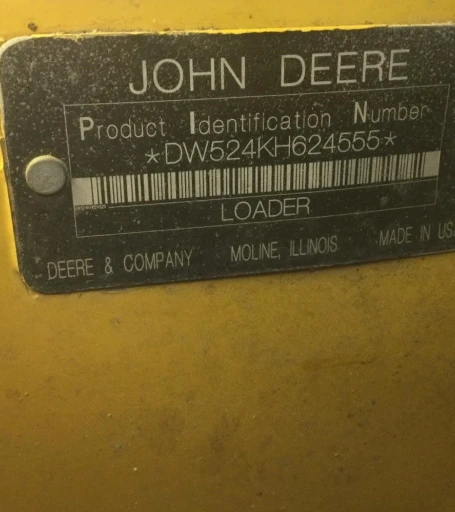 JOHN DEERE
Product Identification Number
*DW524KH624555*
LOADER
DEERE & COMPANY MOLINE, ILLINOIS MADE IN US